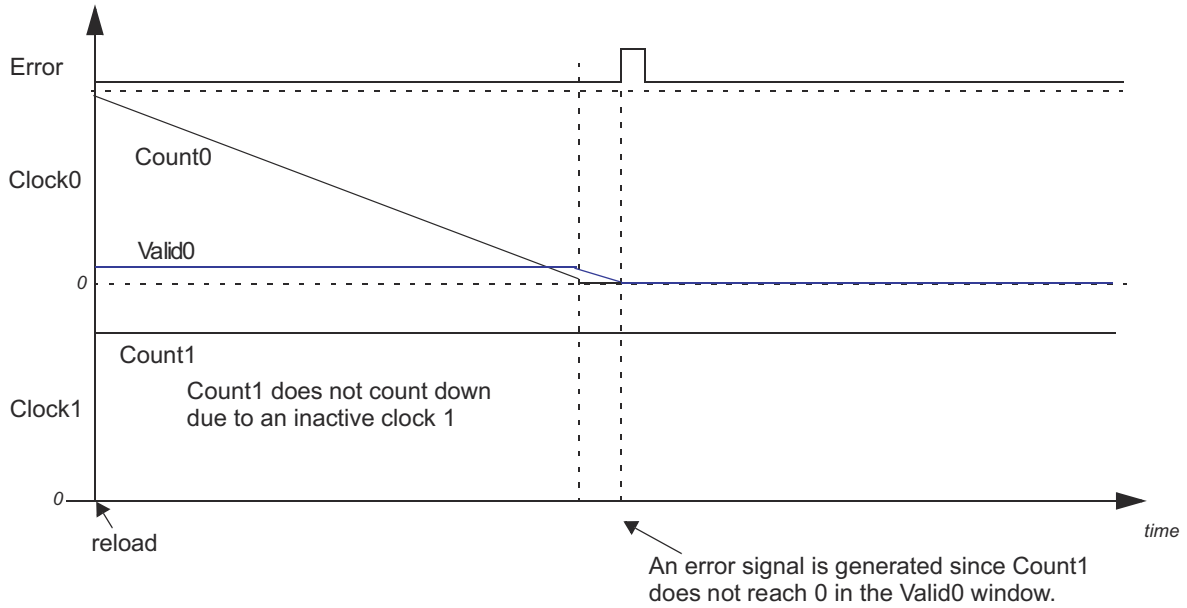 Error
Count0
Clock0
Valid0
0
Count1
Count1 does not count down
due to an inactive clock 1
Clock1
0
reload
time
An error signal is generated since Count1
does not reach 0 in the Valid0 window.